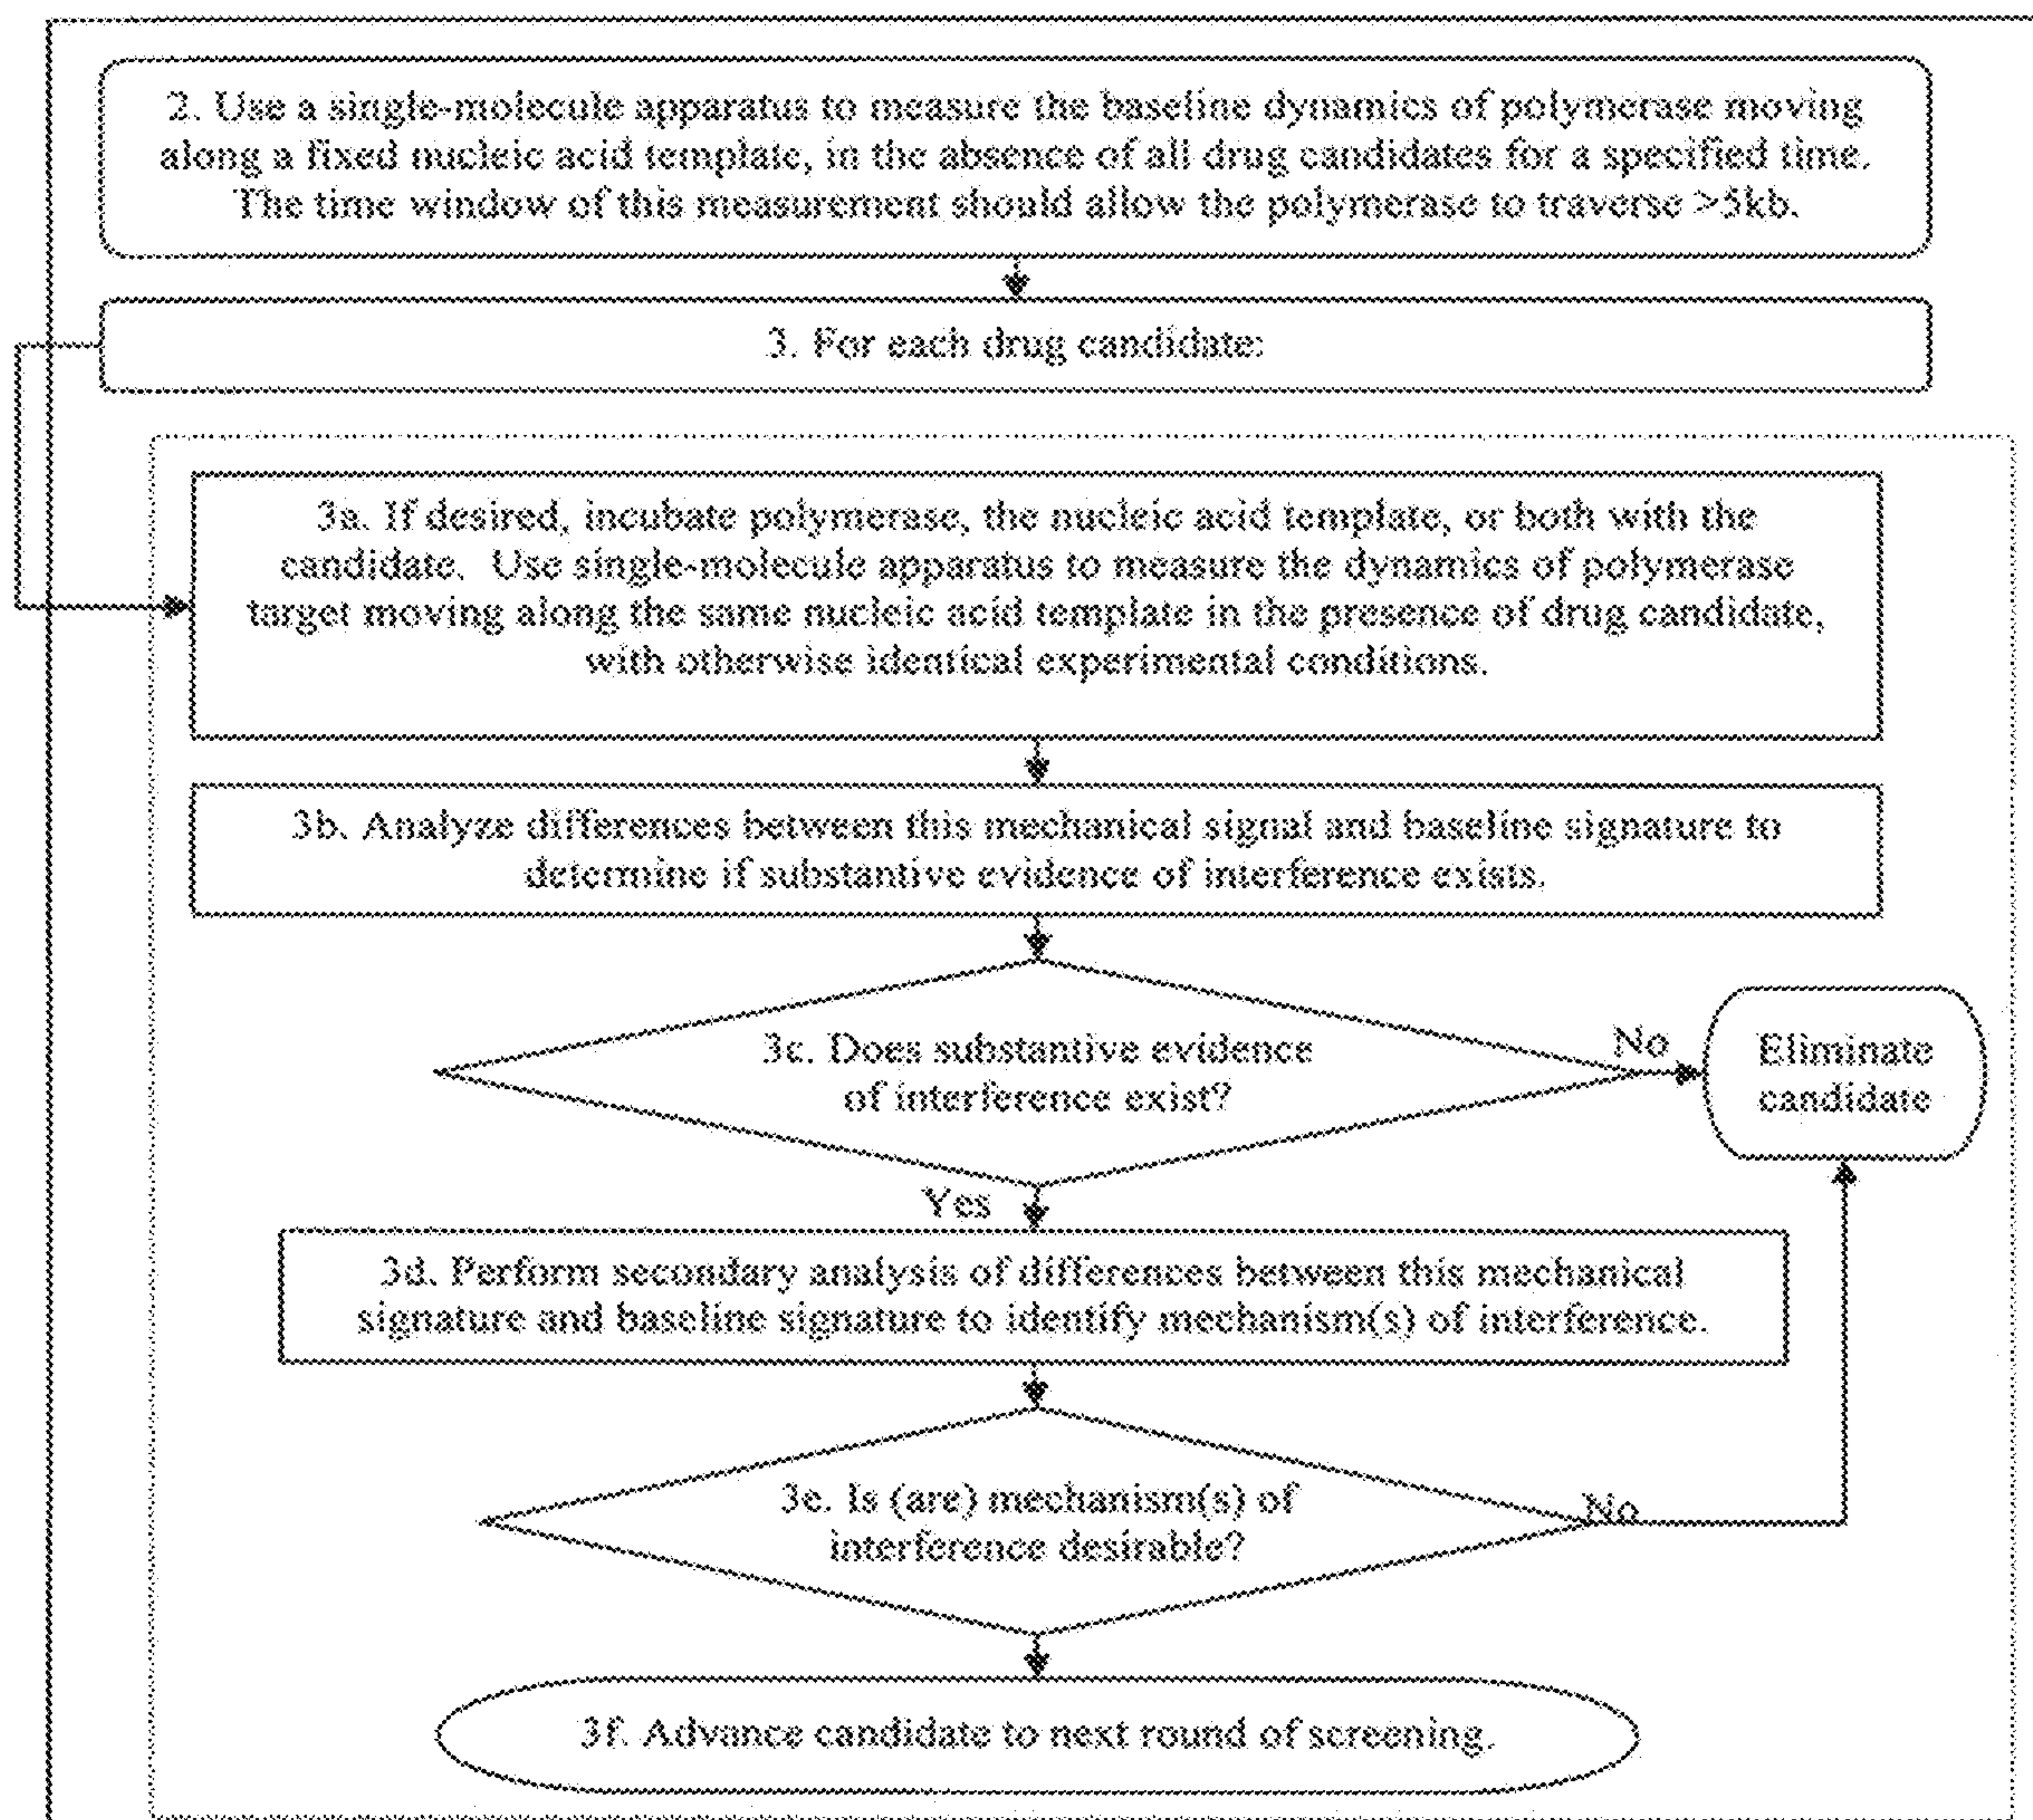 2. Use a single-molecule apparatus to measure the baseline dynamics of polymerase moving
along a fixed nucleic acid template, in the absence of all drug candidates for a specified time.
The time window of this measurement should allow the polymerase to traverse >5kb.
3. For each drug candidate:
3a. If desired, incubate polymerase, the nucleic acid template, or both with the
candidate. Use single-molecule apparatus to measure the dynamics of polymerase
target moving along the same nucleic acid template in the presence of drug candidate,
with otherwise identical experimental conditions.
3b. Analyze differences between this mechanical signal and baseline signature to
determine if substantive evidence of interference exists.
3c. Does substantive evidence
of interference exist?
No
Eliminate
candidate
Yes
3d. Perform secondary analysis of differences between this mechanical
signature and baseline signature to identify mechanism(s) of interference.
3e. Is (are) mechanism(s) of
interference desirable?
No
3f. Advance candidate to next round of screening.